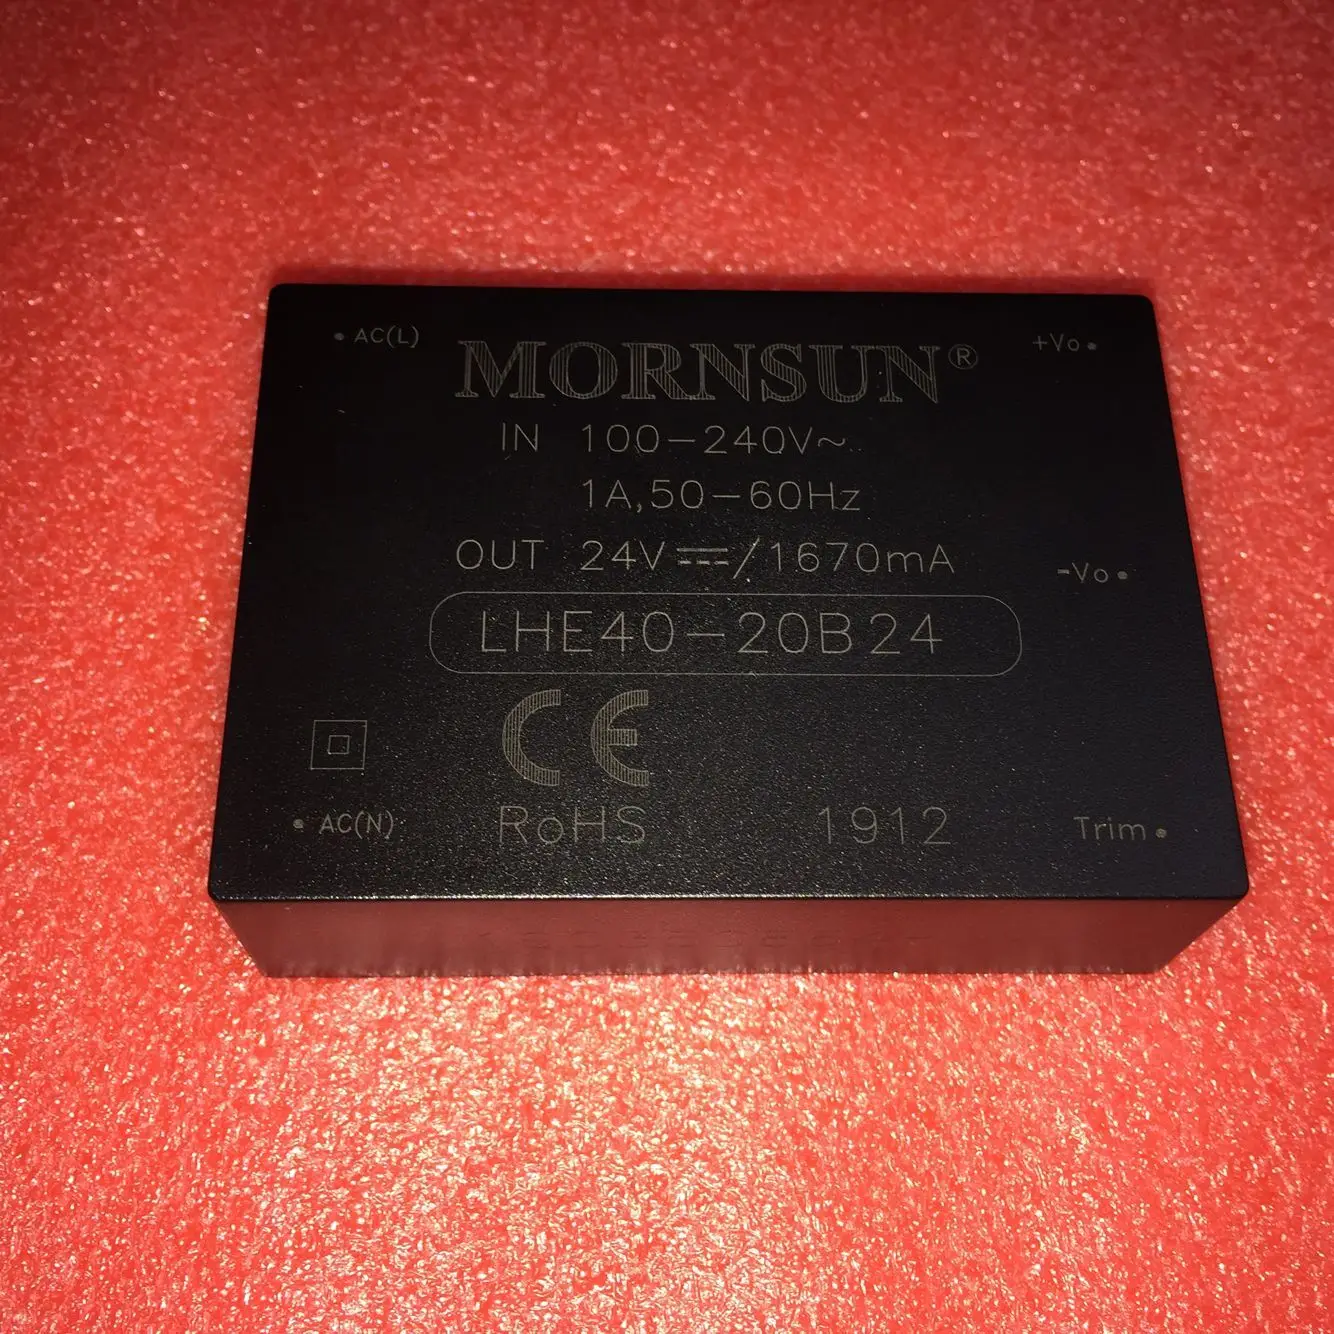 AC(L) MORNSUN® +Vo
IN 100-240V~
1A,50-60Hz
OUT 24V⎓/1670mA
-Vo
LHE40-20B24
CE
AC(N) RoHS 1912 Trim